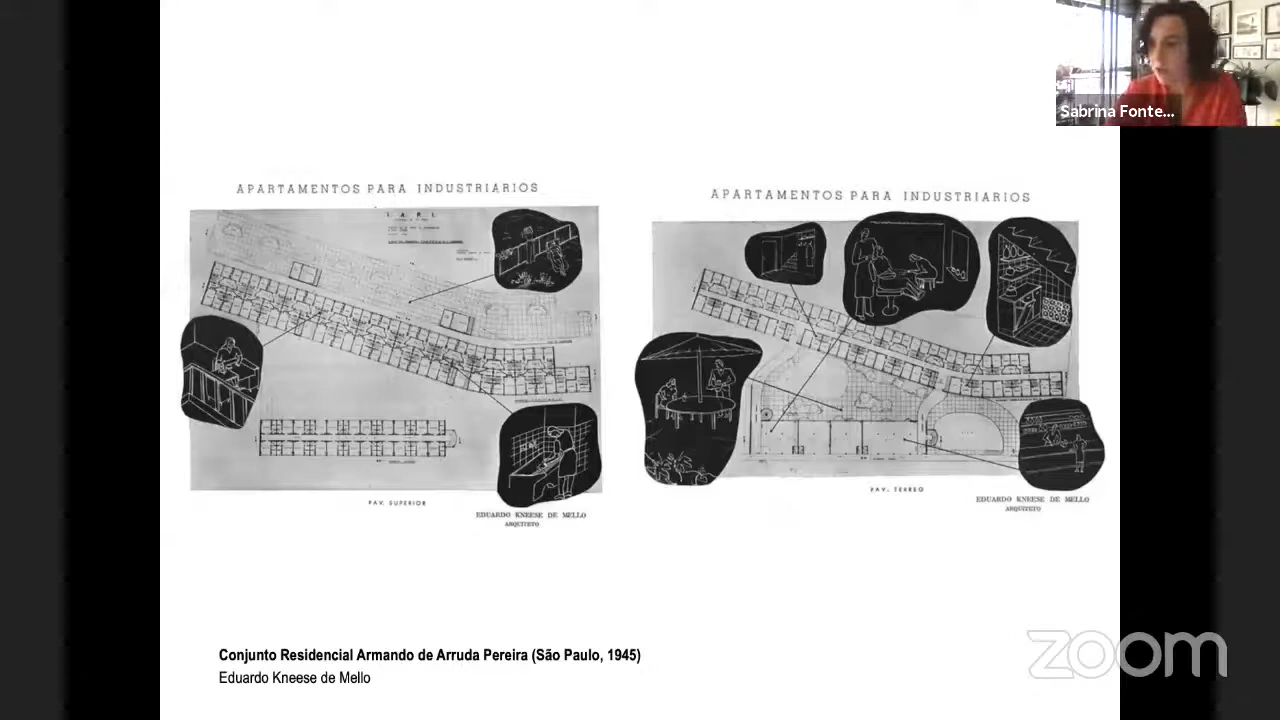 Sabrina Fonte...
APARTAMENTOS PARA INDUSTRIÁRIOS
I. A. P. I.
PAV. SUPERIOR
EDUARDO KNEESE DE MELLO
ARQUITETO
APARTAMENTOS PARA INDUSTRIARIOS
PAV. TERREO
EDUARDO KNEESE DE MELLO
ARQUITETO
Conjunto Residencial Armando de Arruda Pereira (São Paulo, 1945)
Eduardo Kneese de Mello
zoom